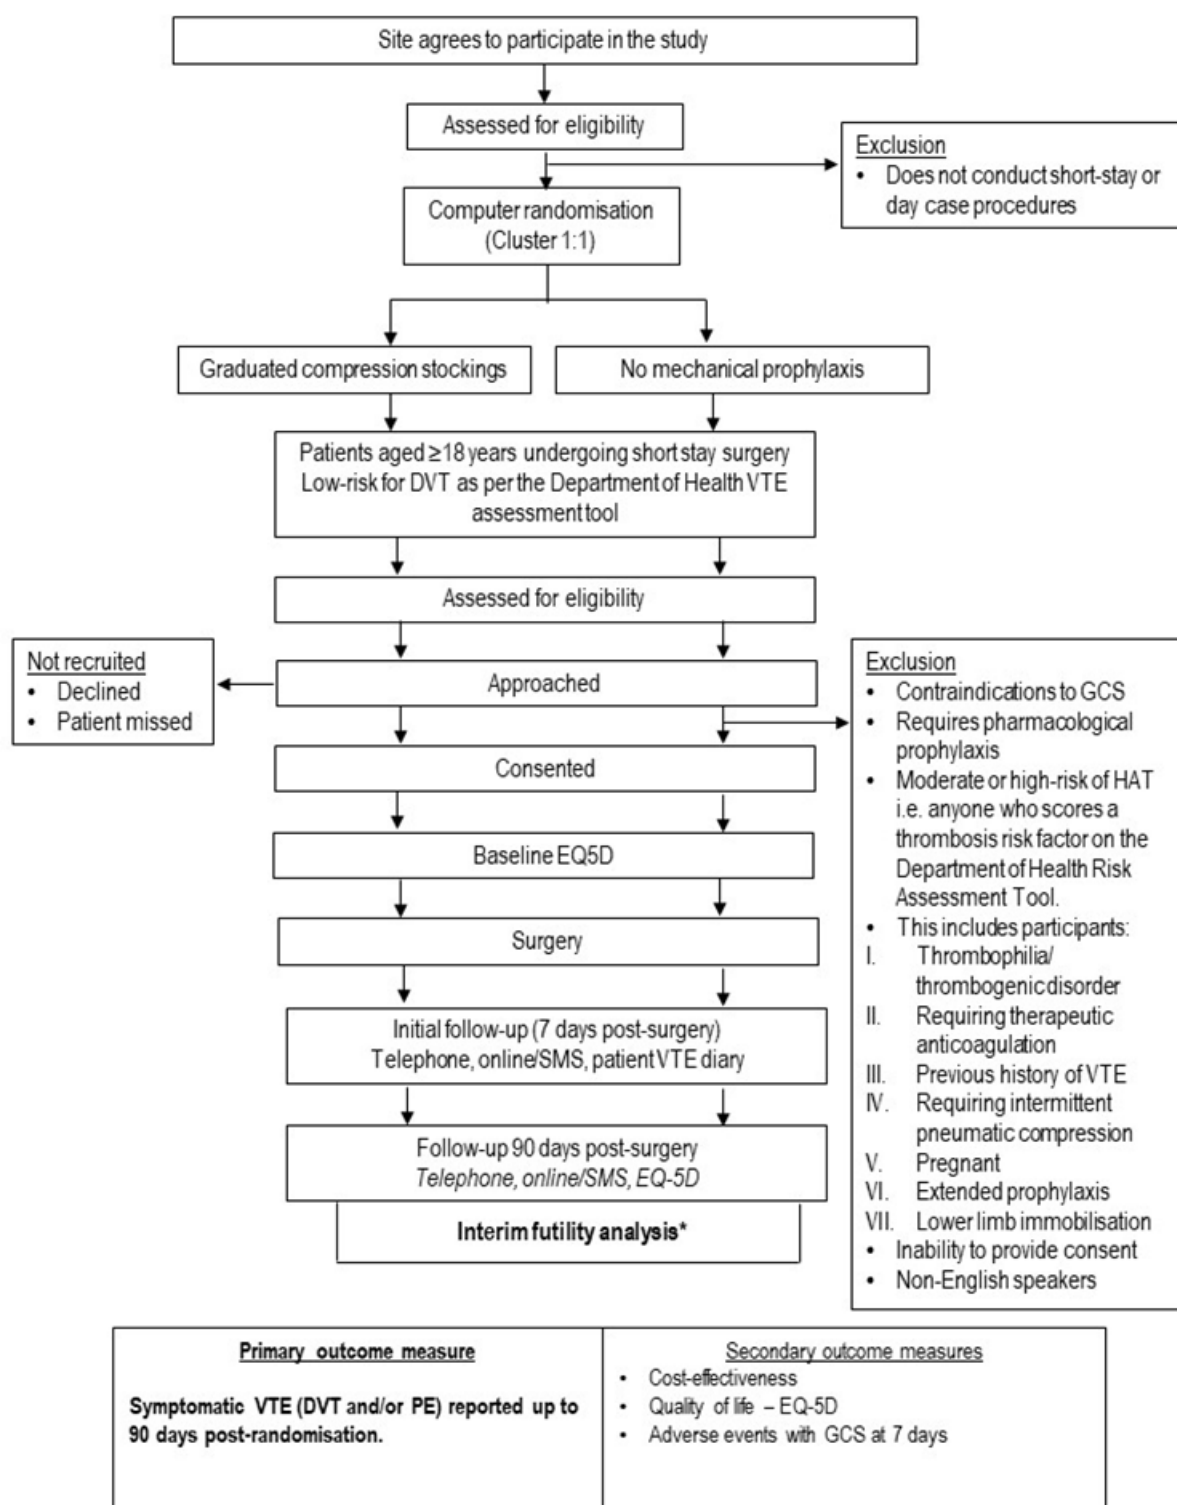 Site agrees to participate in the study
Assessed for eligibility
Exclusion
• Does not conduct short-stay or
day case procedures
Computer randomisation
(Cluster 1:1)
Graduated compression stockings
No mechanical prophylaxis
Patients aged ≥18 years undergoing short stay surgery
Low-risk for DVT as per the Department of Health VTE
assessment tool
Assessed for eligibility
Not recruited
• Declined
• Patient missed
Approached
Exclusion
• Contraindications to GCS
• Requires pharmacological
prophylaxis
• Moderate or high-risk of HAT
i.e. anyone who scores a
thrombosis risk factor on the
Department of Health Risk
Assessment Tool.
• This includes participants:
I. Thrombophilia/
thrombogenic disorder
II. Requiring therapeutic
anticoagulation
III. Previous history of VTE
IV. Requiring intermittent
pneumatic compression
V. Pregnant
VI. Extended prophylaxis
VII. Lower limb immobilisation
• Inability to provide consent
• Non-English speakers
Consented
Baseline EQ5D
Surgery
Initial follow-up (7 days post-surgery)
Telephone, online/SMS, patient VTE diary
Follow-up 90 days post-surgery
Telephone, online/SMS, EQ-5D
Interim futility analysis*
Primary outcome measure
Symptomatic VTE (DVT and/or PE) reported up to
90 days post-randomisation.
Secondary outcome measures
• Cost-effectiveness
• Quality of life – EQ-5D
• Adverse events with GCS at 7 days